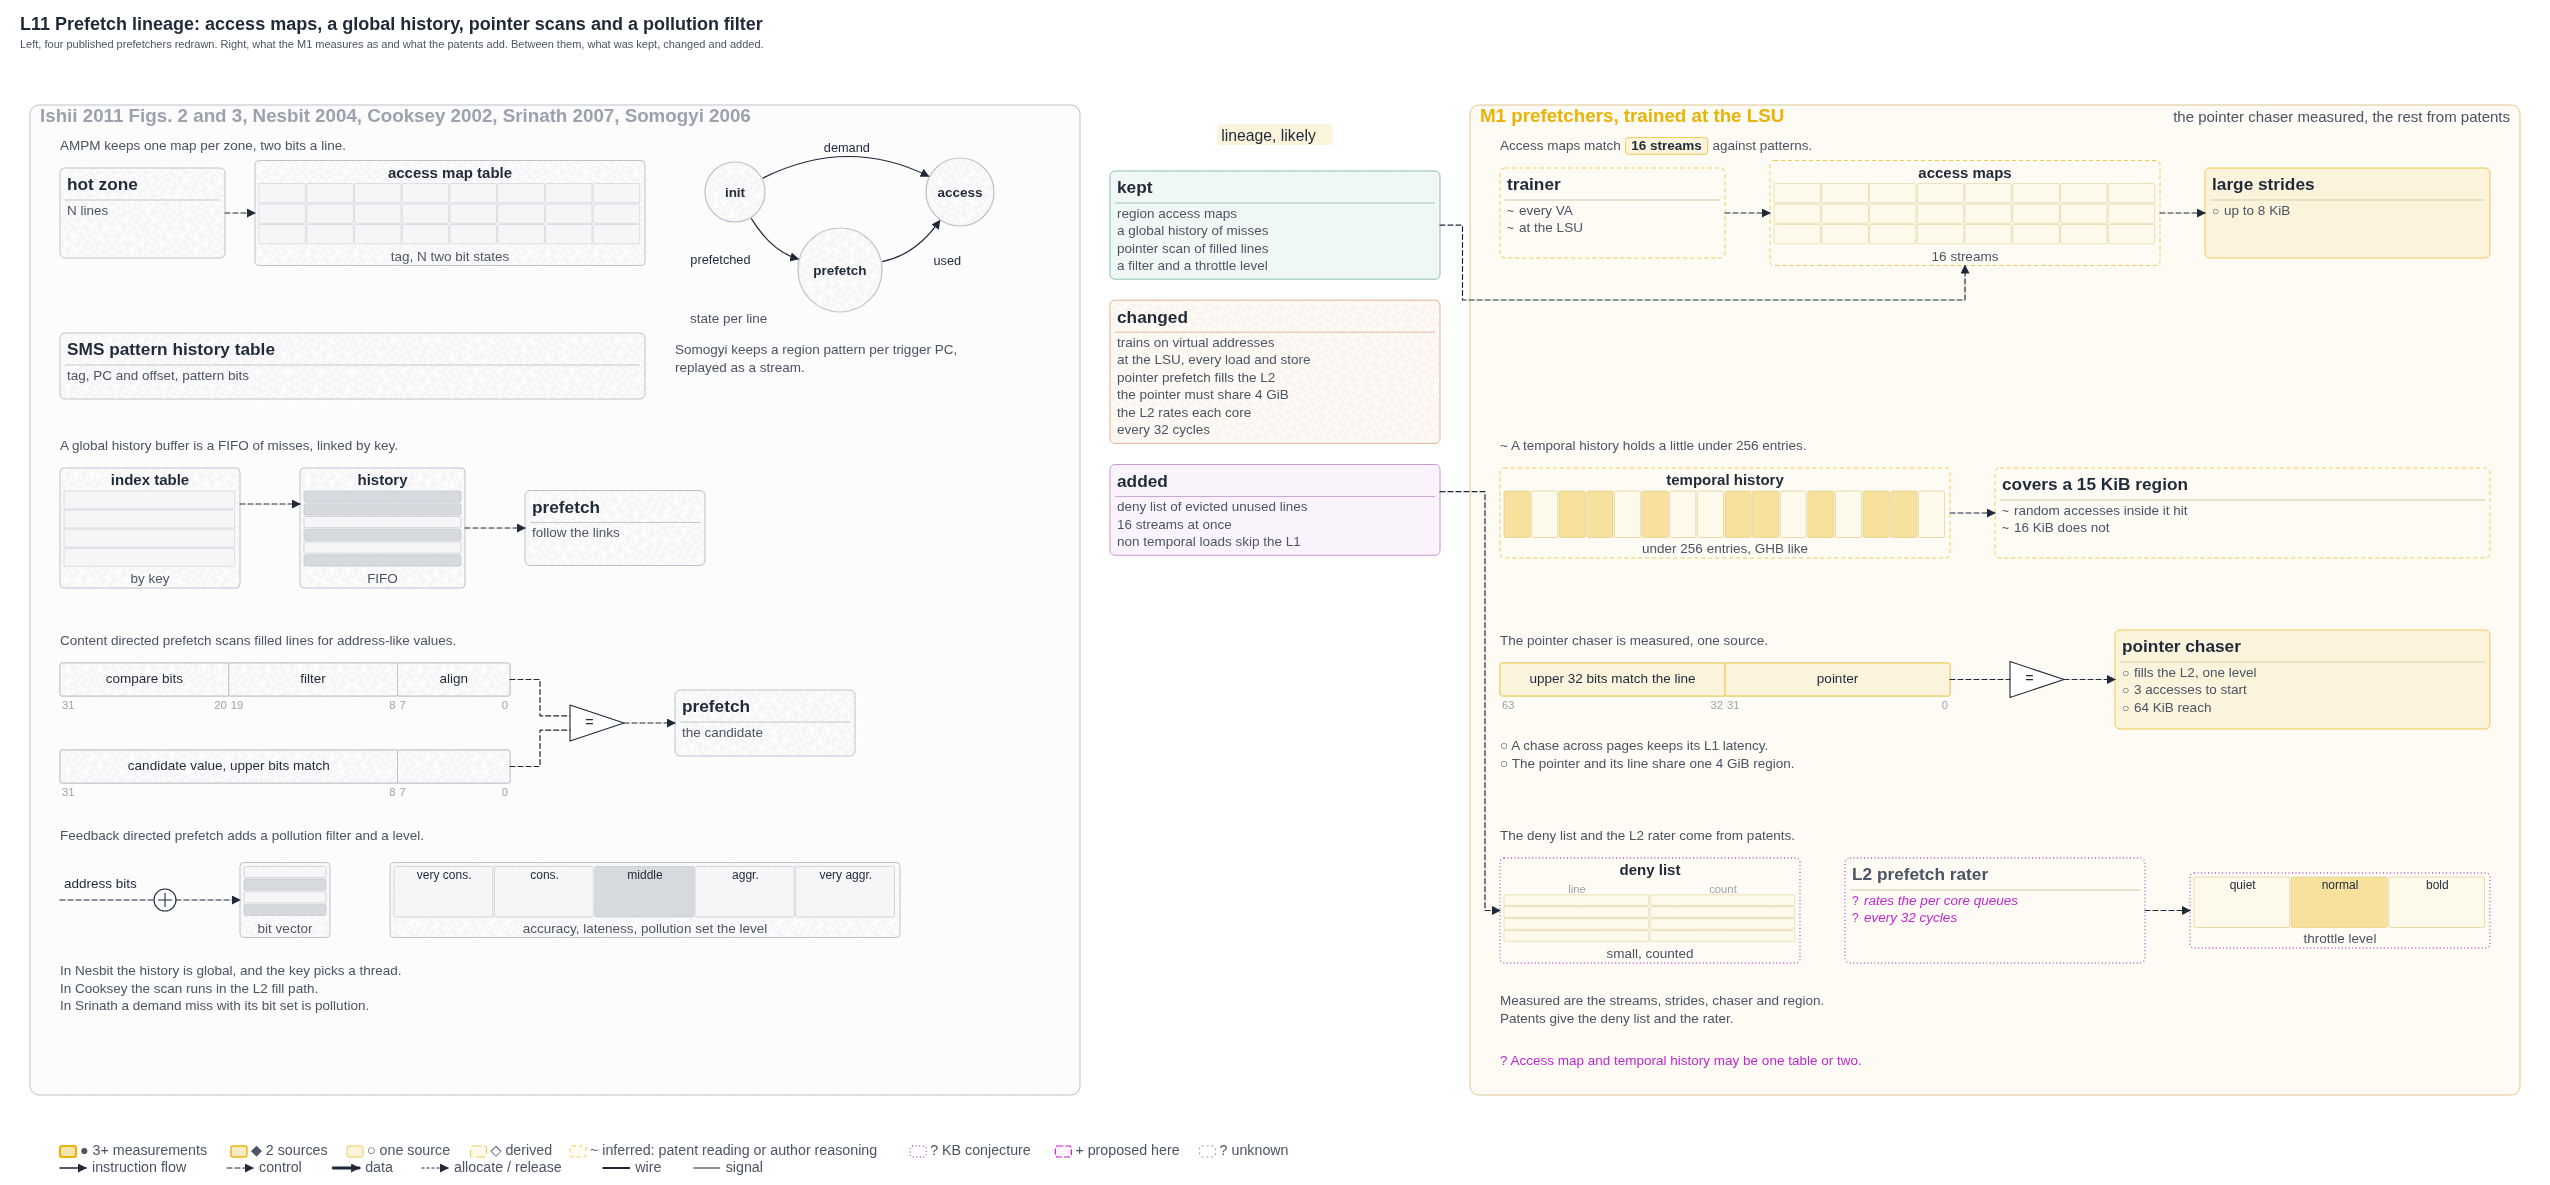 L11 Prefetch lineage: access maps, a global history, pointer scans and a pollution filter
Left, four published prefetchers redrawn. Right, what the M1 measures as and what the patents add. Between them, what was kept, changed and added.
Ishii 2011 Figs. 2 and 3, Nesbit 2004, Cooksey 2002, Srinath 2007, Somogyi 2006
AMPM keeps one map per zone, two bits a line.
hot zone
N lines
access map table
tag, N two bit states
demand
init
access
prefetched
prefetch
used
state per line
SMS pattern history table
tag, PC and offset, pattern bits
Somogyi keeps a region pattern per trigger PC,
replayed as a stream.
A global history buffer is a FIFO of misses, linked by key.
index table
by key
history
FIFO
prefetch
follow the links
Content directed prefetch scans filled lines for address-like values.
compare bits
filter
align
31 20 19 8 7 0
candidate value, upper bits match
31 8 7 0
=
prefetch
the candidate
Feedback directed prefetch adds a pollution filter and a level.
address bits
bit vector
very cons.
cons.
middle
aggr.
very aggr.
accuracy, lateness, pollution set the level
In Nesbit the history is global, and the key picks a thread.
In Cooksey the scan runs in the L2 fill path.
In Srinath a demand miss with its bit set is pollution.
lineage, likely
kept
region access maps
a global history of misses
pointer scan of filled lines
a filter and a throttle level
changed
trains on virtual addresses
at the LSU, every load and store
pointer prefetch fills the L2
the pointer must share 4 GiB
the L2 rates each core
every 32 cycles
added
deny list of evicted unused lines
16 streams at once
non temporal loads skip the L1
M1 prefetchers, trained at the LSU
the pointer chaser measured, the rest from patents
Access maps match 16 streams against patterns.
trainer
~ every VA
~ at the LSU
access maps
16 streams
large strides
○ up to 8 KiB
~ A temporal history holds a little under 256 entries.
temporal history
under 256 entries, GHB like
covers a 15 KiB region
~ random accesses inside it hit
~ 16 KiB does not
The pointer chaser is measured, one source.
upper 32 bits match the line
pointer
63 32 31 0
=
pointer chaser
○ fills the L2, one level
○ 3 accesses to start
○ 64 KiB reach
○ A chase across pages keeps its L1 latency.
○ The pointer and its line share one 4 GiB region.
The deny list and the L2 rater come from patents.
deny list
line
count
small, counted
L2 prefetch rater
? rates the per core queues
? every 32 cycles
quiet
normal
bold
throttle level
Measured are the streams, strides, chaser and region.
Patents give the deny list and the rater.
? Access map and temporal history may be one table or two.
● 3+ measurements ◆ 2 sources ○ one source ◇ derived ~ inferred: patent reading or author reasoning ? KB conjecture + proposed here ? unknown
instruction flow control data allocate / release wire signal